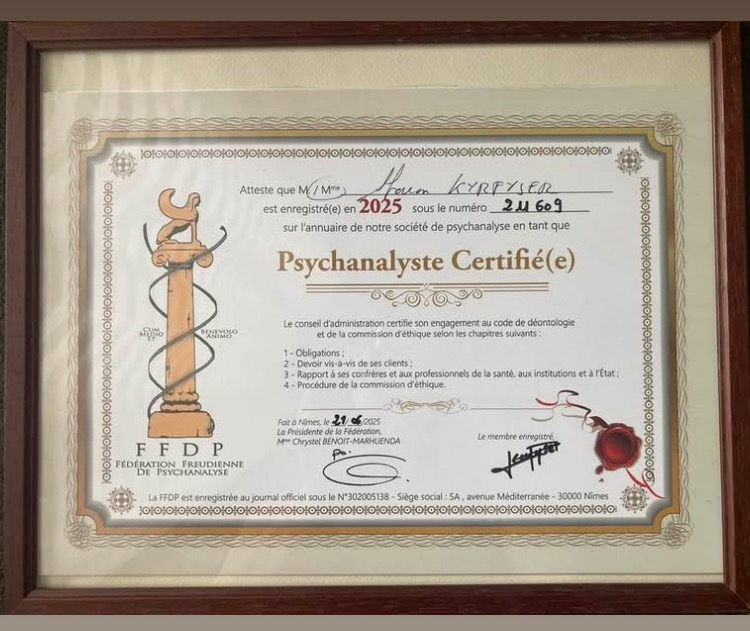 Atteste que M / Mme KYRFYSER
est enregistré(e) en 2025 sous le numéro 211609
sur l'annuaire de notre société de psychanalyse en tant que
Psychanalyste Certifié(e)
Le conseil d'administration certifie son engagement au code de déontologie
et de la commission d'éthique selon les chapitres suivants :
1 - Obligations ;
2 - Devoir vis-à-vis de ses clients ;
3 - Rapport à ses confrères et aux professionnels de la santé, aux institutions et à l'État ;
4 - Procédure de la commission d'éthique.
CUM
MEDIO
ET
BENEVOLO
ANIMO
FFDP
FÉDÉRATION FREUDIENNE
DE PSYCHANALYSE
Fait à Nîmes, le 21/06/2025
La Présidente de la Fédération,
Mme Chrystel BENOIT-MARHUENDA
po.
Le membre enregistré,
La FFDP est enregistrée au journal officiel sous le N°302005138 - Siège social : 5A , avenue Méditerranée - 30000 Nîmes